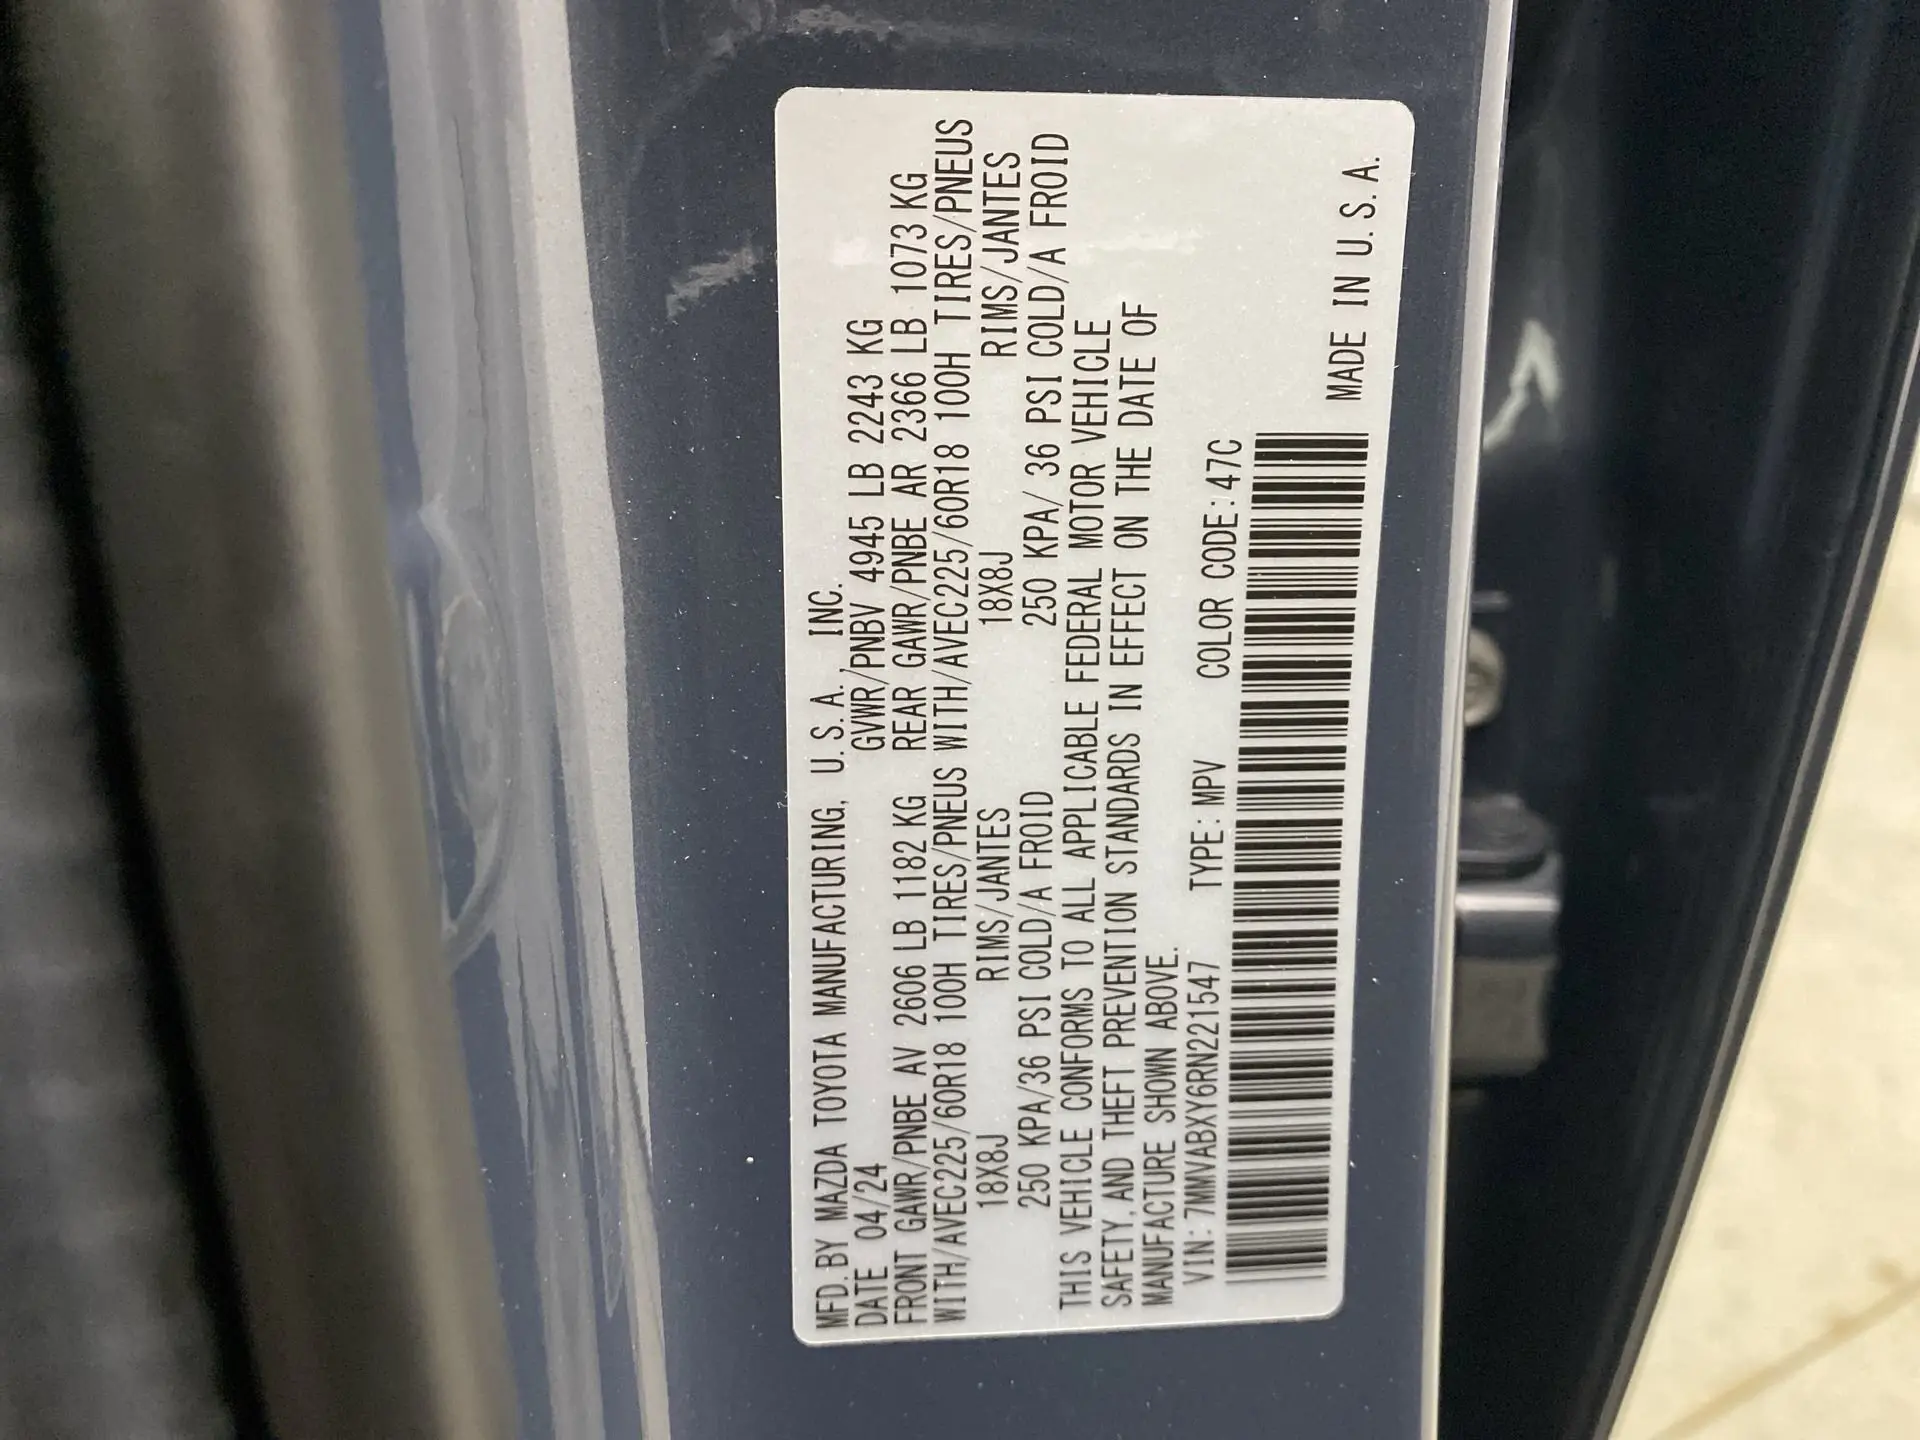 MFD. BY MAZDA TOYOTA MANUFACTURING, U.S.A., INC.
DATE 04/24 GVWR/PNBV 4945 LB 2243 KG
FRONT GAWR/PNBE AV 2606 LB 1182 KG REAR GAWR/PNBE AR 2366 LB 1073 KG
WITH/AVEC225/60R18 100H TIRES/PNEUS WITH/AVEC225/60R18 100H TIRES/PNEUS
18X8J RIMS/JANTES 18X8J RIMS/JANTES
250 KPA/36 PSI COLD/A FROID 250 KPA/ 36 PSI COLD/A FROID
THIS VEHICLE CONFORMS TO ALL APPLICABLE FEDERAL MOTOR VEHICLE
SAFETY, AND THEFT PREVENTION STANDARDS IN EFFECT ON THE DATE OF
MANUFACTURE SHOWN ABOVE.
VIN: 7MMVABXY6RN221547 TYPE: MPV COLOR CODE: 47C
MADE IN U.S.A.